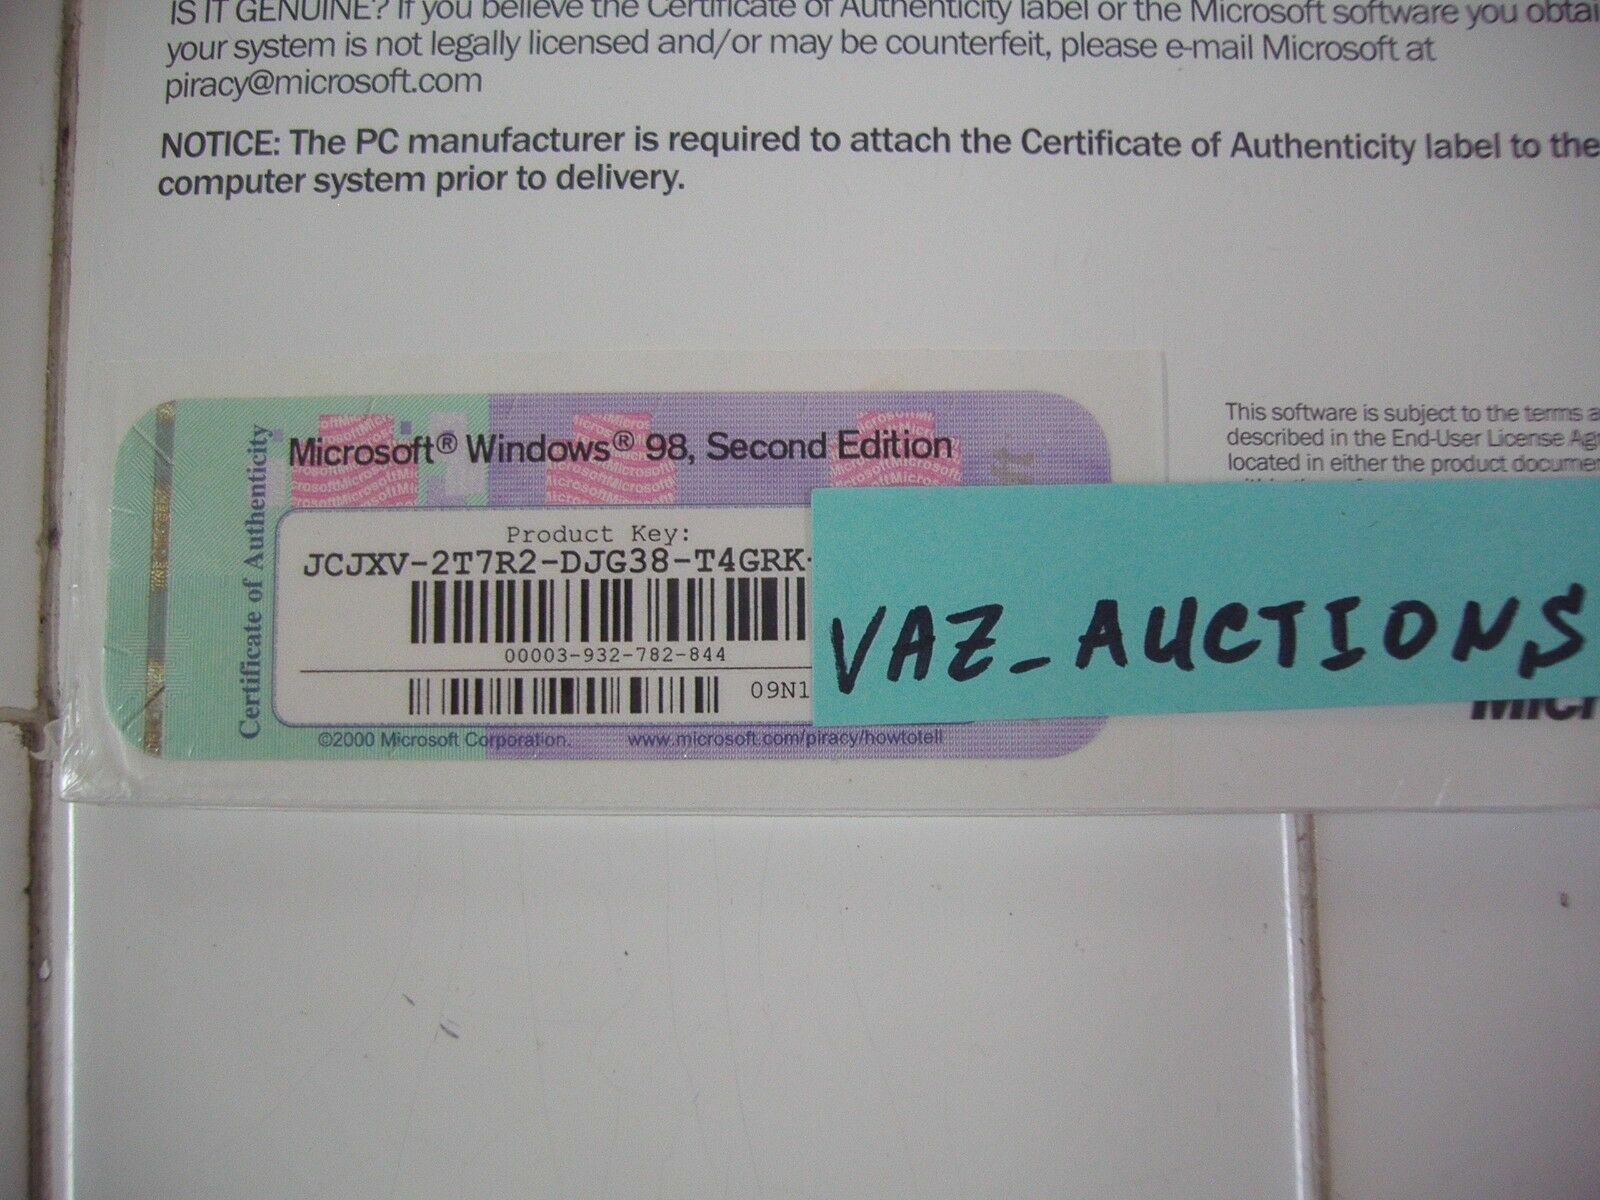 IS IT GENUINE? If you believe the Certificate of Authenticity label or the Microsoft software you
your system is not legally licensed and/or may be counterfeit, please e-mail Microsoft at
piracy@microsoft.com
NOTICE: The PC manufacturer is required to attach the Certificate of Authenticity label to the
computer system prior to delivery.
Certificate of Authenticity
Microsoft® Windows® 98, Second Edition
Product Key:
JCJXV-2T7R2-DJG38-T4GRK-
00003-932-782-844
09N1
©2000 Microsoft Corporation. www.microsoft.com/piracy/howtotell
This software is subject to the terms
described in the End-User License
located in either the product
VAZ_AUCTIONS